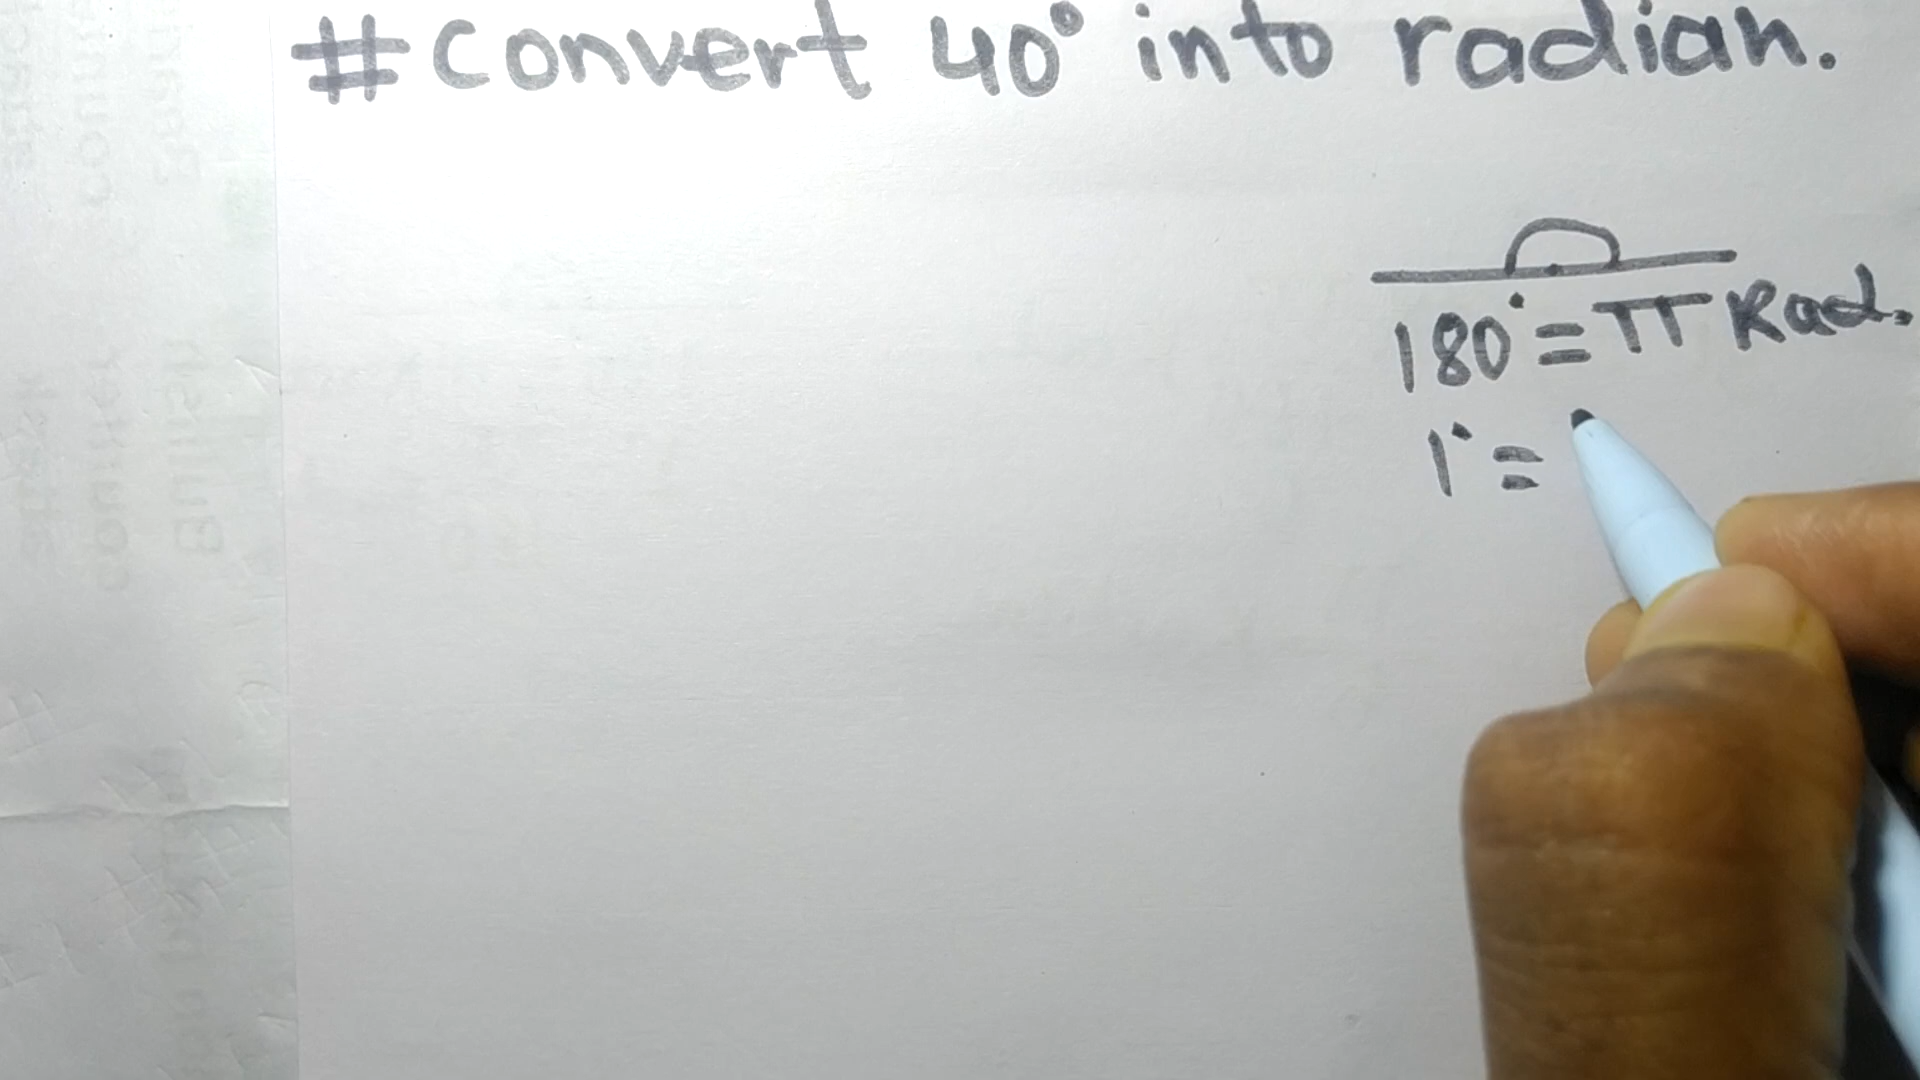 #Convert 40° into radian.
180° = π Rad.
1° =